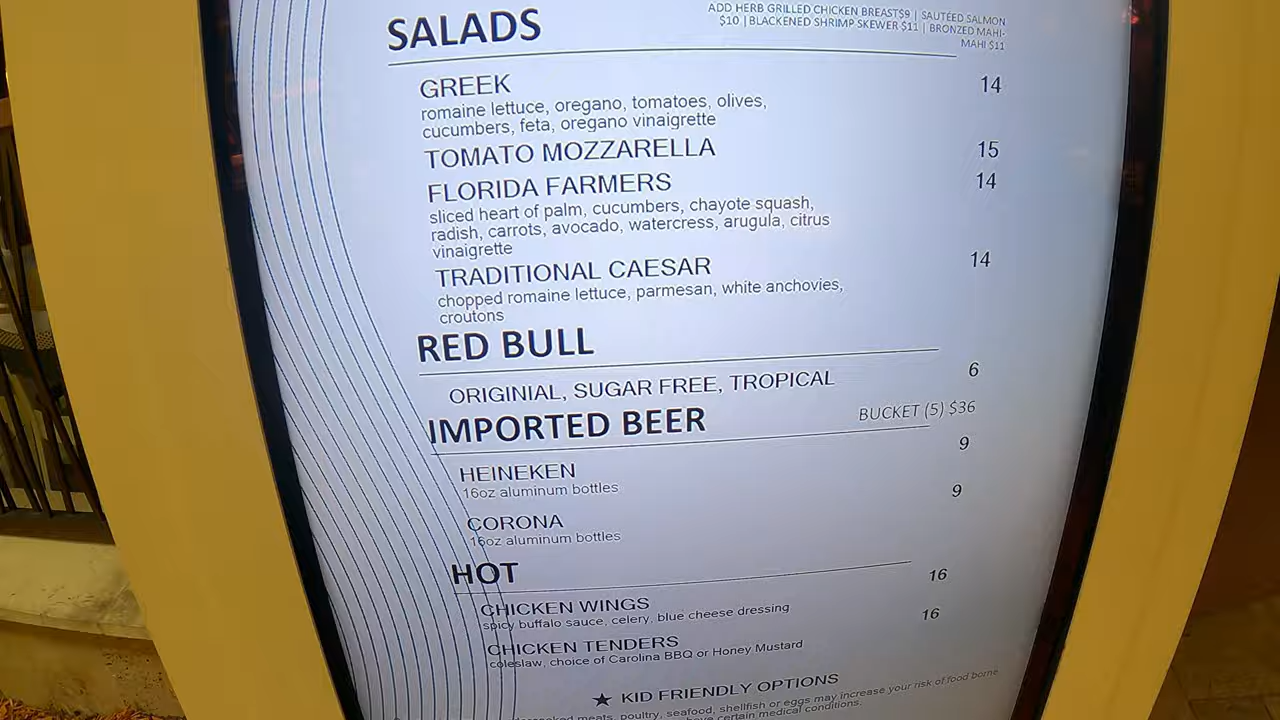 SALADS
ADD HERB GRILLED CHICKEN BREAST$9 | SAUTÉED SALMON
$10 | BLACKENED SHRIMP SKEWER $11 | BRONZED MAHI-
MAHI $11
GREEK 14
romaine lettuce, oregano, tomatoes, olives,
cucumbers, feta, oregano vinaigrette
TOMATO MOZZARELLA 15
FLORIDA FARMERS 14
sliced heart of palm, cucumbers, chayote squash,
radish, carrots, avocado, watercress, arugula, citrus
vinaigrette
TRADITIONAL CAESAR 14
chopped romaine lettuce, parmesan, white anchovies,
croutons
RED BULL
ORIGINIAL, SUGAR FREE, TROPICAL 6
IMPORTED BEER BUCKET (5) $36
HEINEKEN 9
16oz aluminum bottles
CORONA 9
16oz aluminum bottles
HOT
CHICKEN WINGS 16
spicy buffalo sauce, celery, blue cheese dressing
CHICKEN TENDERS 16
coleslaw, choice of Carolina BBQ or Honey Mustard
★ KID FRIENDLY OPTIONS
meats, poultry, seafood, shellfish or eggs may increase your risk of food borne
have certain medical conditions.